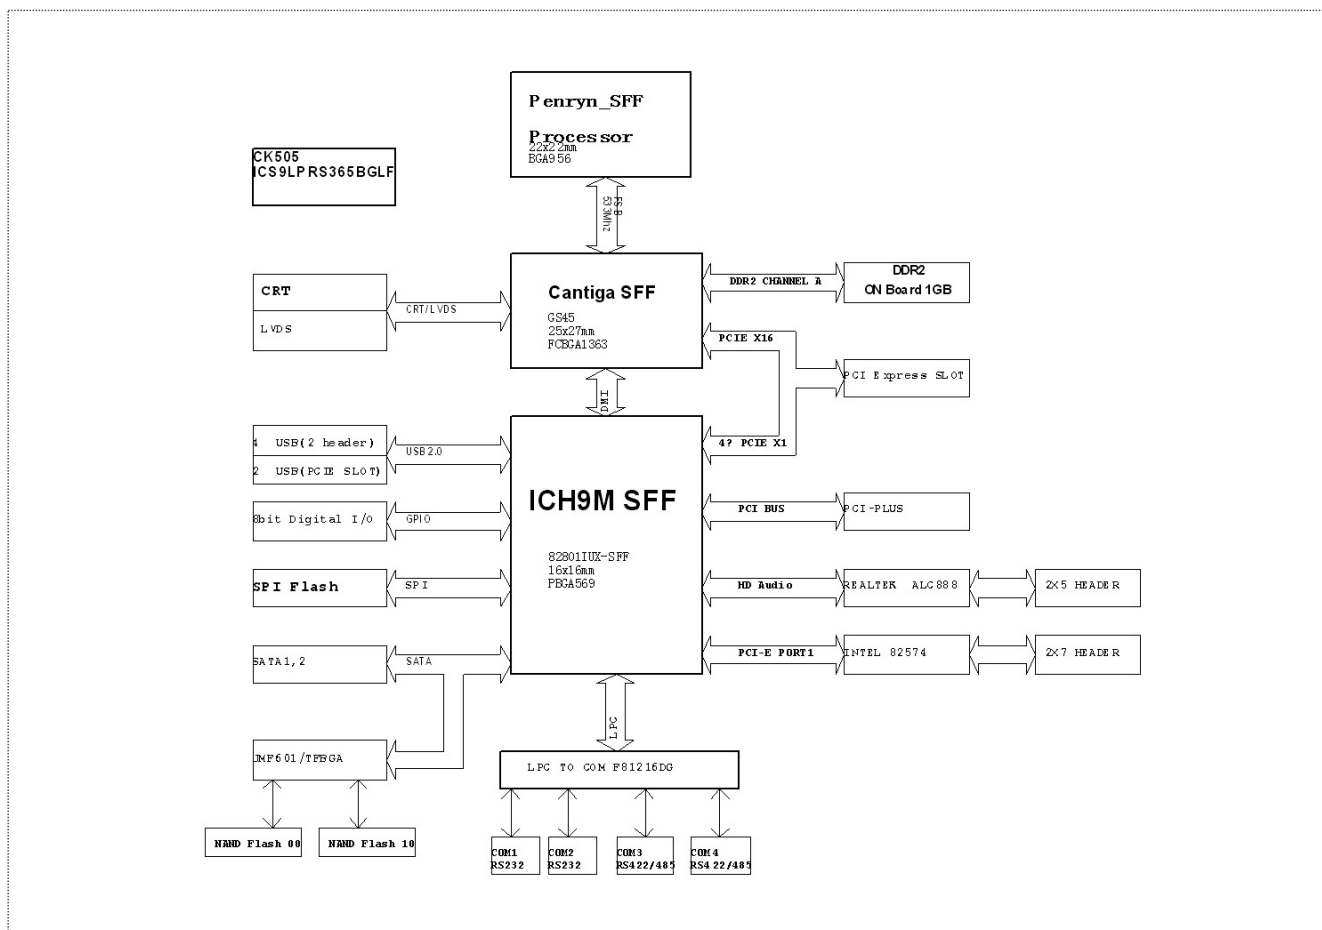 Penryn_SFF
Processor
22x22mm
BGA956
CK505
ICS9LPRS365BGLF
FSB
533Mhz
CRT
LVDS
CRT/LVDS
Cantiga SFF
GS45
25x27mm
FCBGA1363
DDR2 CHANNEL A
DDR2
ON Board 1GB
PCIE X16
PCI Express SLOT
DMI
4? PCIE X1
4 USB(2 header)
2 USB(PCIE SLOT)
USB2.0
8bit Digital I/O
GPIO
ICH9M SFF
82801IUX-SFF
16x16mm
PBGA569
PCI BUS
PCI-PLUS
SPI Flash
SPI
HD Audio
REALTEK ALC888
2X5 HEADER
SATA1,2
SATA
PCI-E PORT1
INTEL 82574
2X7 HEADER
LPC
JMF601/TFBGA
LPC TO COM F81216DG
NAND Flash 00
NAND Flash 10
COM1
RS232
COM2
RS232
COM3
RS422/485
COM4
RS422/485